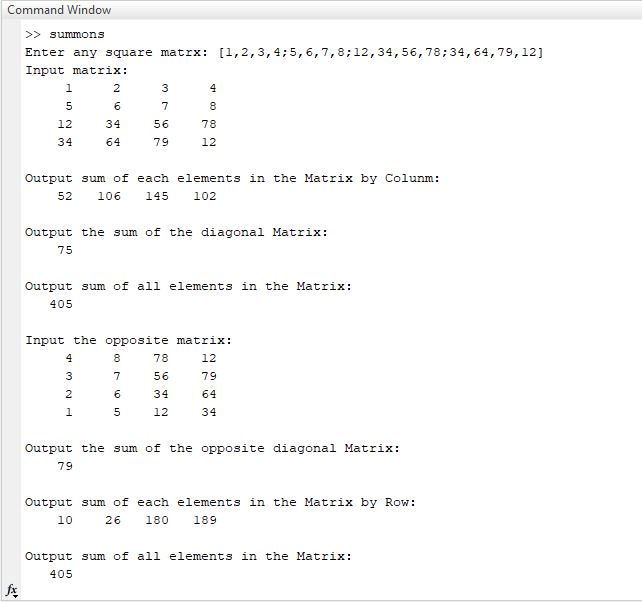 Command Window
>> summons
Enter any square matrx: [1,2,3,4;5,6,7,8;12,34,56,78;34,64,79,12]
Input matrix:
1 2 3 4
5 6 7 8
12 34 56 78
34 64 79 12
Output sum of each elements in the Matrix by Colunm:
52 106 145 102
Output the sum of the diagonal Matrix:
75
Output sum of all elements in the Matrix:
405
Input the opposite matrix:
4 8 78 12
3 7 56 79
2 6 34 64
1 5 12 34
Output the sum of the opposite diagonal Matrix:
79
Output sum of each elements in the Matrix by Row:
10 26 180 189
Output sum of all elements in the Matrix:
405
fx